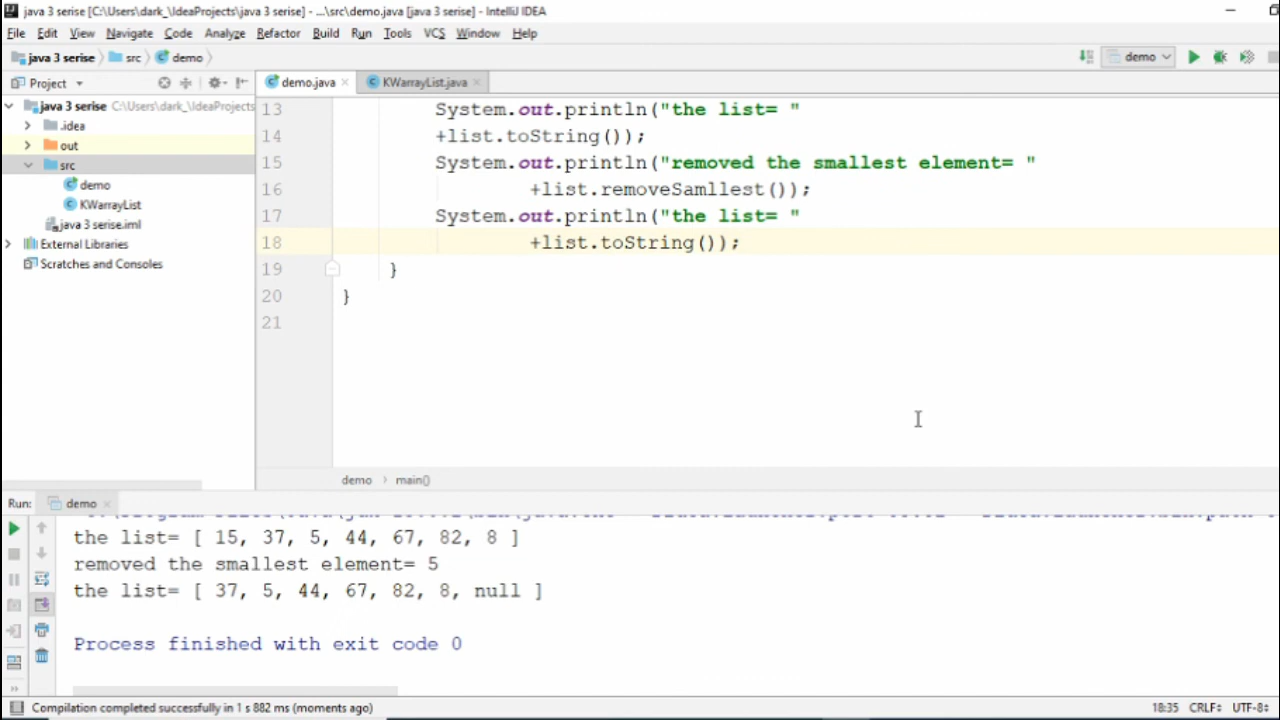 java 3 serise [C:\Users\dark_\IdeaProjects\java 3 serise] - ...\src\demo.java [java 3 serise] - IntelliJ IDEA
File Edit View Navigate Code Analyze Refactor Build Run Tools VCS Window Help
java 3 serise src demo demo
Project demo.java KWarrayList.java
java 3 serise C:\Users\dark_\IdeaProjects
.idea
out
src
demo
KWarrayList
java 3 serise.iml
External Libraries
Scratches and Consoles
13 System.out.println("the list= "
14 +list.toString());
15 System.out.println("removed the smallest element= "
16 +list.removeSamllest());
17 System.out.println("the list= "
18 +list.toString());
19 }
20 }
21
demo main()
Run: demo
the list= [ 15, 37, 5, 44, 67, 82, 8 ]
removed the smallest element= 5
the list= [ 37, 5, 44, 67, 82, 8, null ]
Process finished with exit code 0
Compilation completed successfully in 1 s 882 ms (moments ago) 18:35 CRLF UTF-8